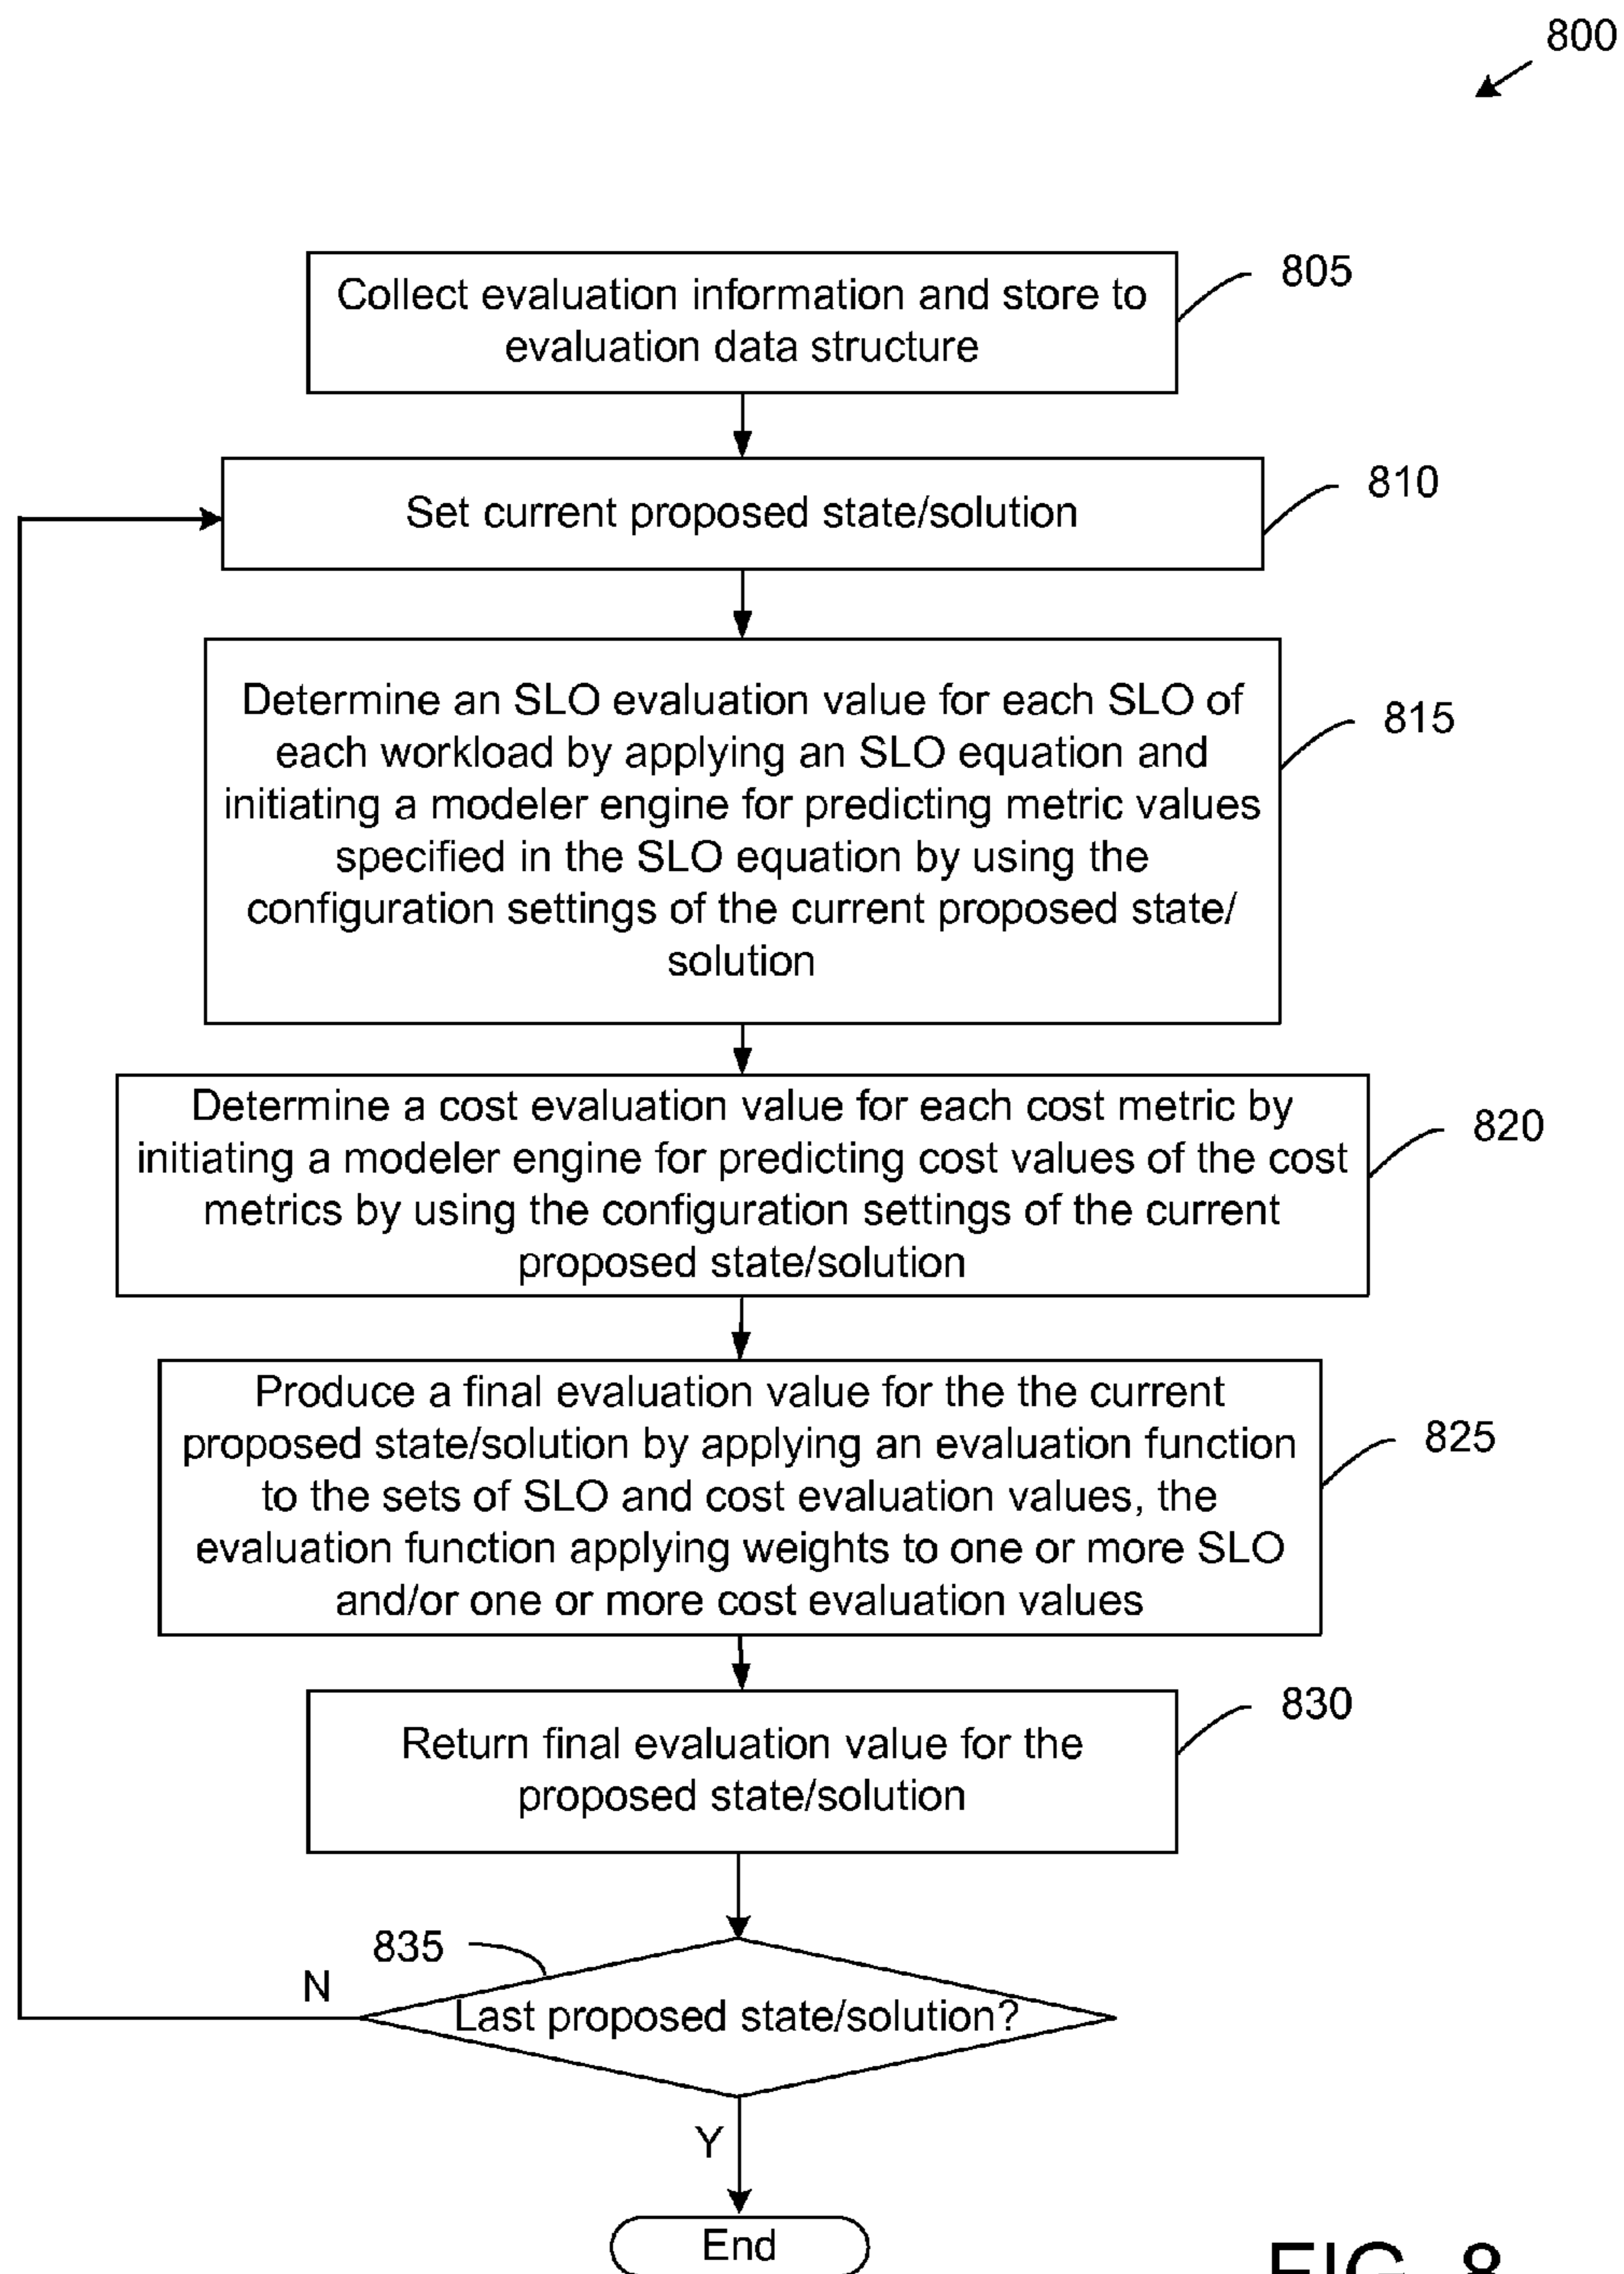 800
805
Collect evaluation information and store to
evaluation data structure
810
Set current proposed state/solution
815
Determine an SLO evaluation value for each SLO of
each workload by applying an SLO equation and
initiating a modeler engine for predicting metric values
specified in the SLO equation by using the
configuration settings of the current proposed state/
solution
820
Determine a cost evaluation value for each cost metric by
initiating a modeler engine for predicting cost values of the cost
metrics by using the configuration settings of the current
proposed state/solution
825
Produce a final evaluation value for the the current
proposed state/solution by applying an evaluation function
to the sets of SLO and cost evaluation values, the
evaluation function applying weights to one or more SLO
and/or one or more cost evaluation values
830
Return final evaluation value for the
proposed state/solution
835
N
Last proposed state/solution?
Y
End
FIG. 8